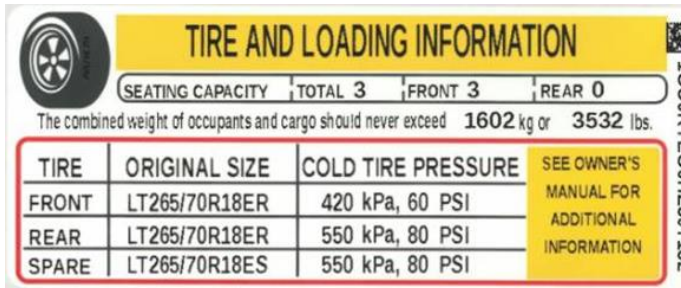 TIRE AND LOADING INFORMATION
SEATING CAPACITY TOTAL 3 FRONT 3 REAR 0
The combined weight of occupants and cargo should never exceed 1602 kg or 3532 lbs.
TIRE ORIGINAL SIZE COLD TIRE PRESSURE
FRONT LT265/70R18ER 420 kPa, 60 PSI
REAR LT265/70R18ER 550 kPa, 80 PSI
SPARE LT265/70R18ES 550 kPa, 80 PSI
SEE OWNER'S
MANUAL FOR
ADDITIONAL
INFORMATION